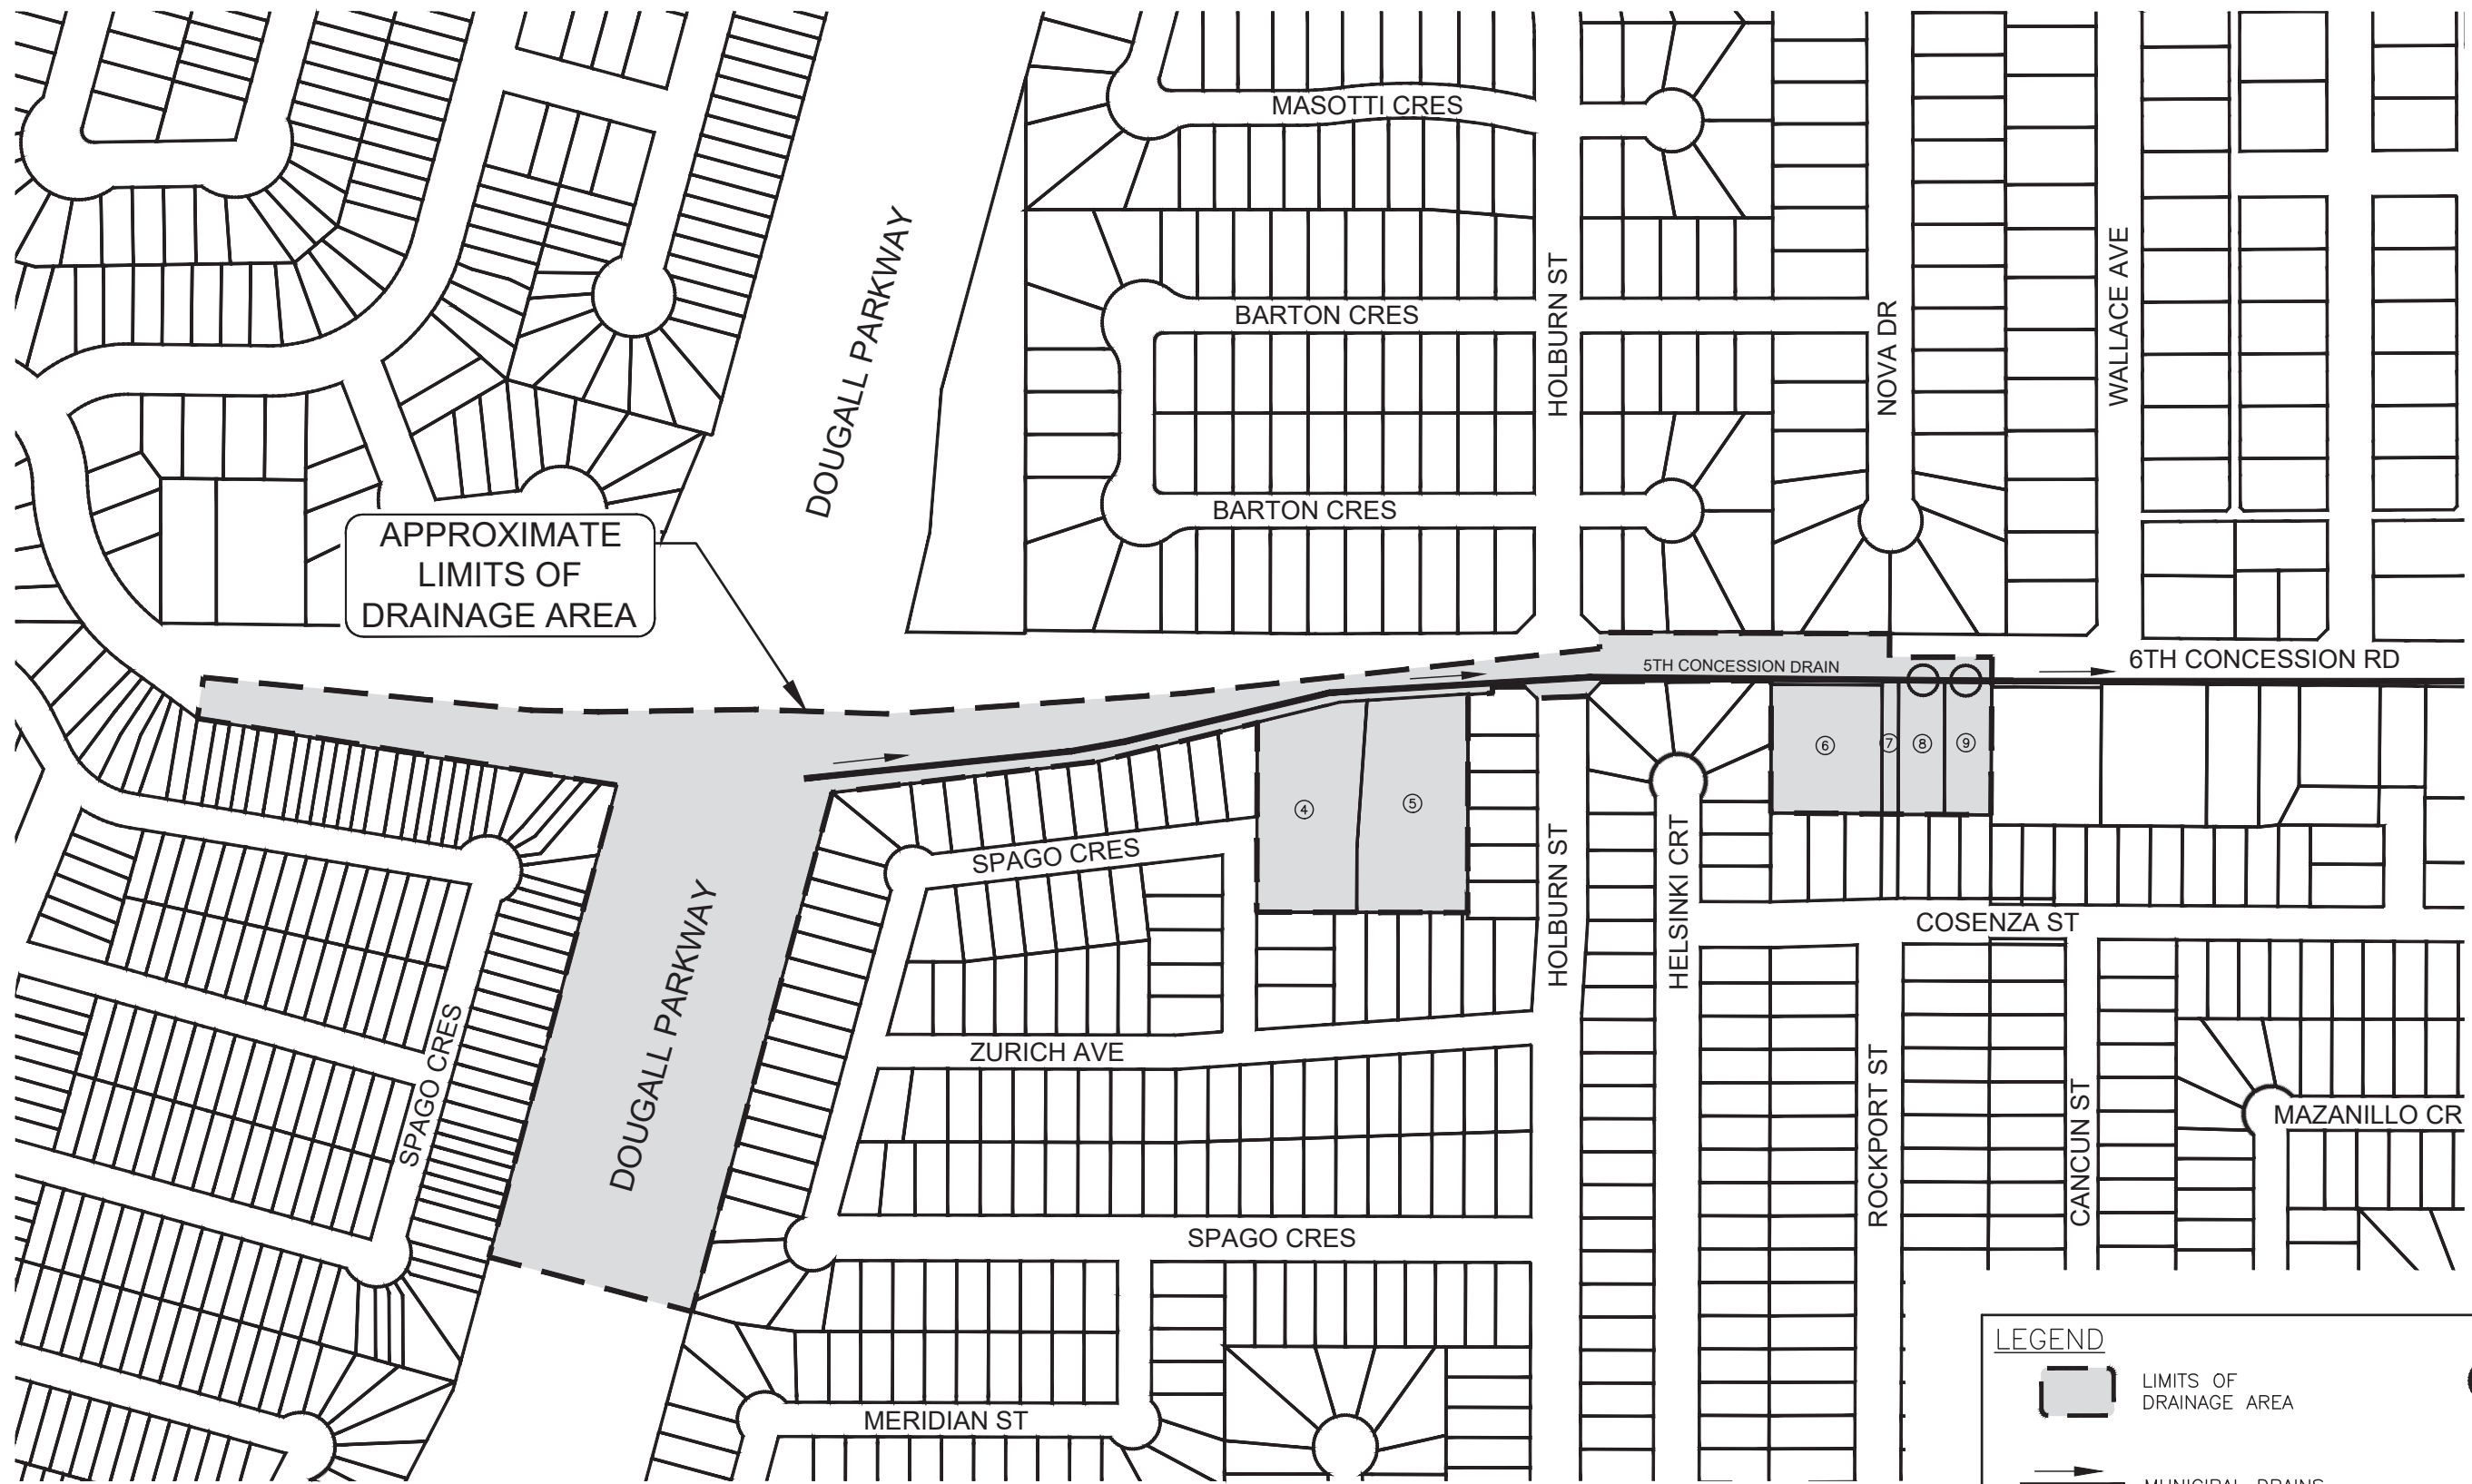 MASOTTI CRES
DOUGALL PARKWAY
HOLBURN ST
BARTON CRES
NOVA DR
WALLACE AVE
BARTON CRES
APPROXIMATE
LIMITS OF
DRAINAGE AREA
5TH CONCESSION DRAIN
6TH CONCESSION RD
6
7
8
9
4
5
SPAGO CRES
HOLBURN ST
HELSINKI CRT
COSENZA ST
DOUGALL PARKWAY
SPAGO CRES
ZURICH AVE
ROCKPORT ST
CANCUN ST
MAZANILLO CR
SPAGO CRES
MERIDIAN ST
LEGEND
LIMITS OF
DRAINAGE AREA
MUNICIPAL DRAINS